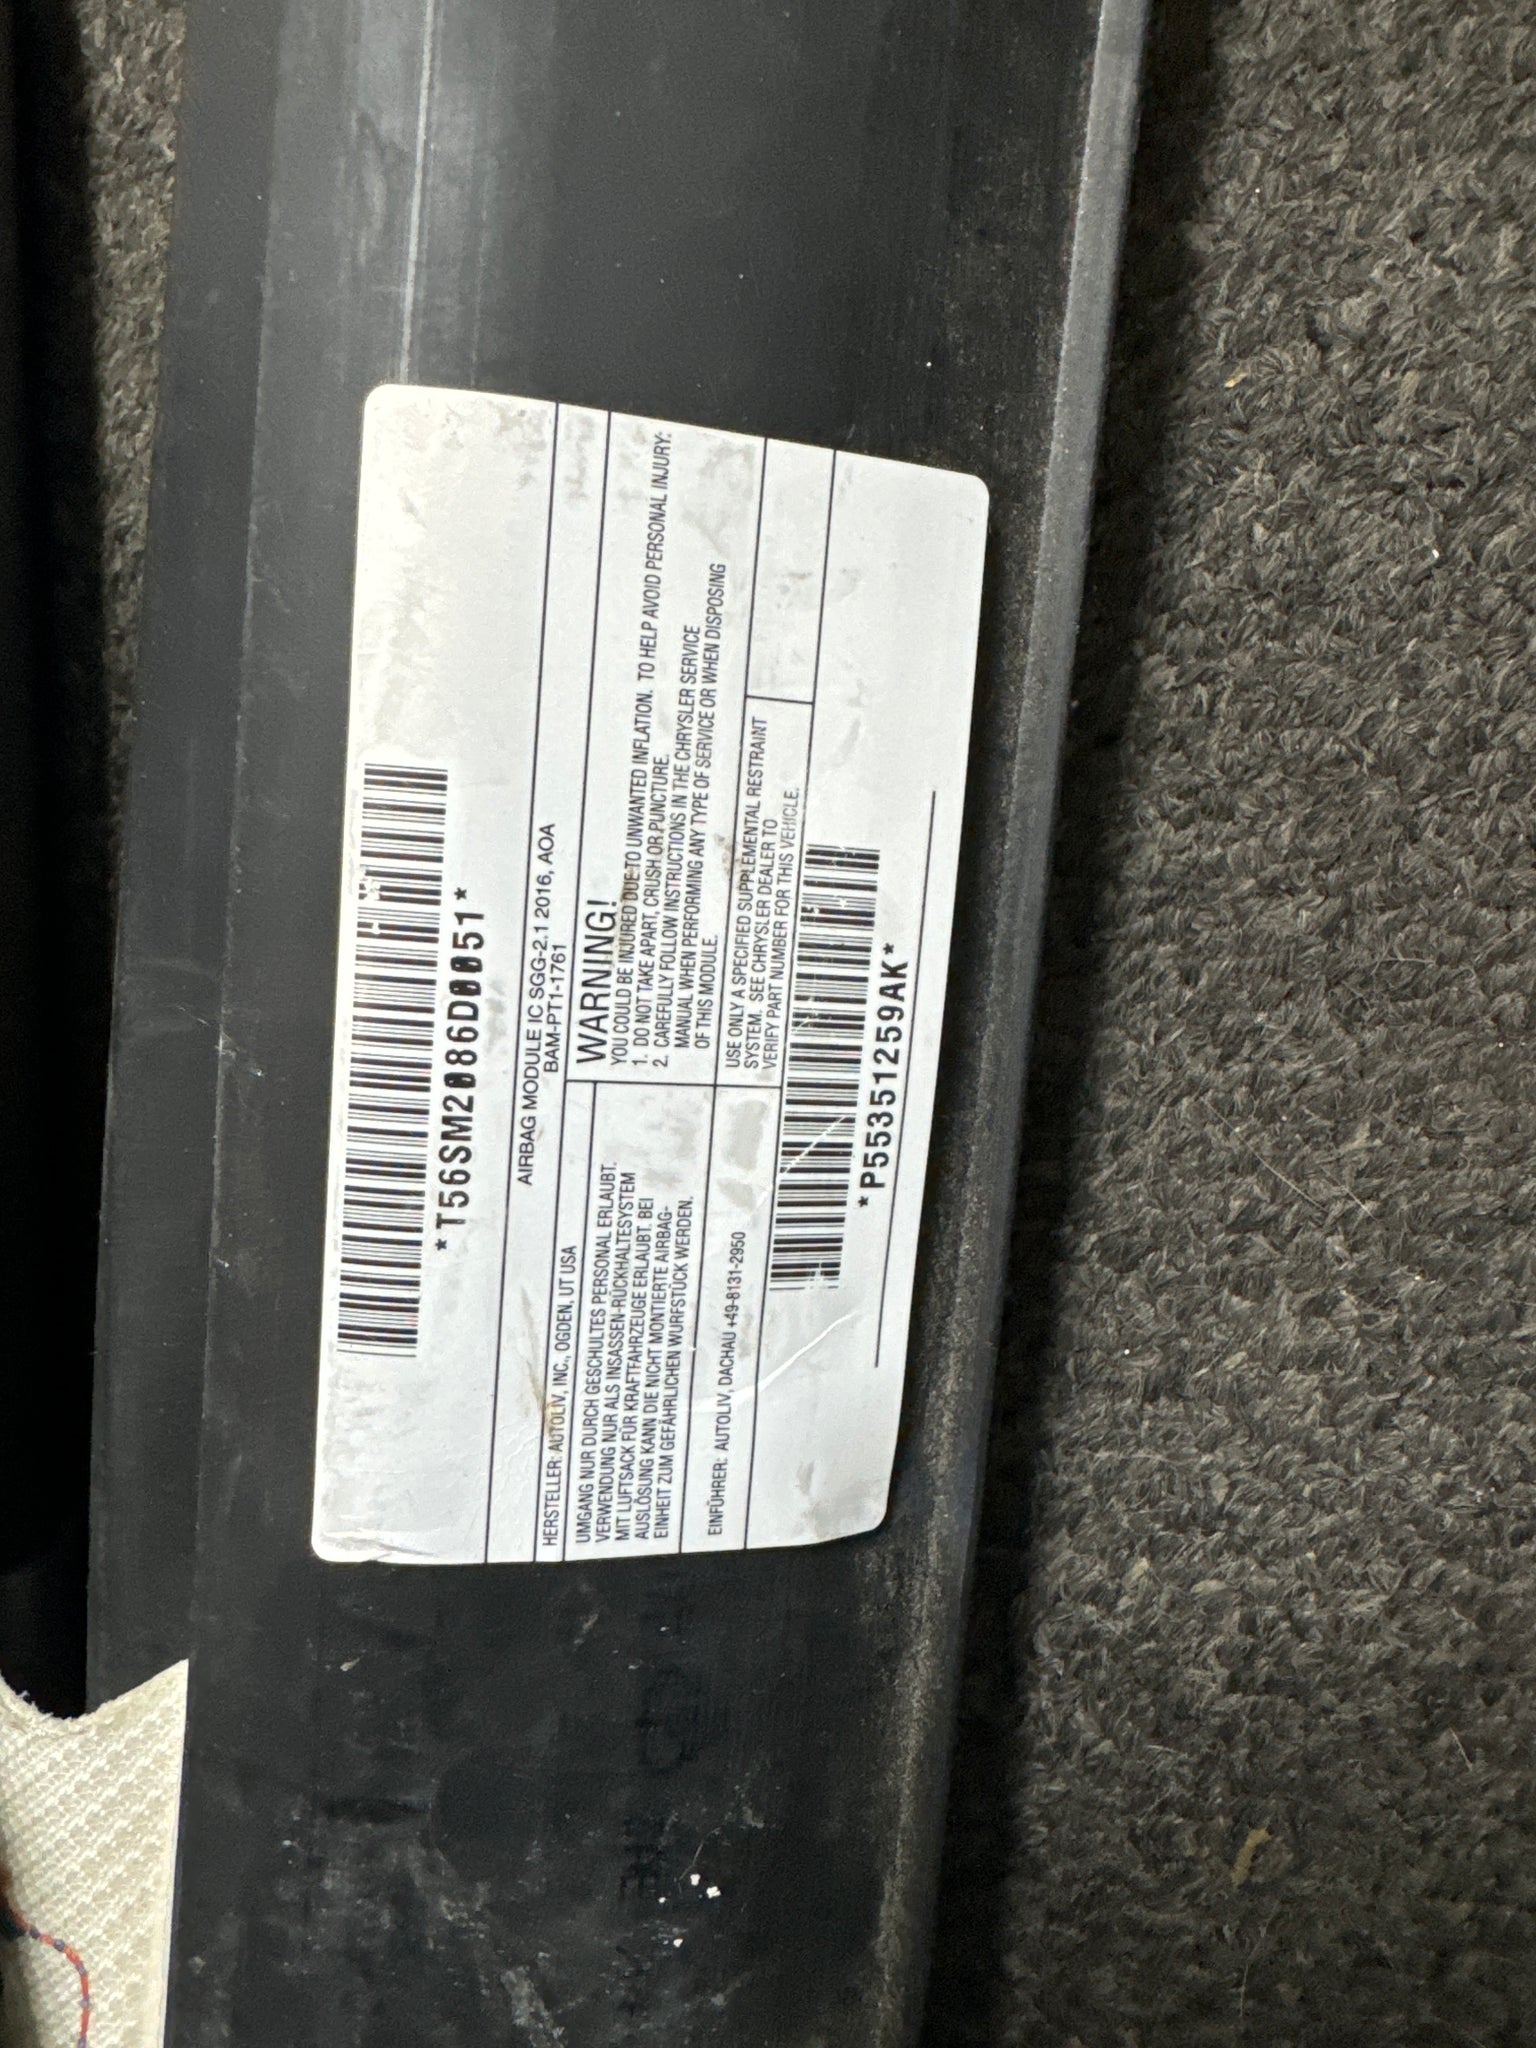 *T56SM2086D0051*
AIRBAG MODULE IC SGG-2.1 2016, AOA
BAM-PT1-1761
HERSTELLER: AUTOLIV, INC., OGDEN, UT USA
UMGANG NUR DURCH GESCHULTES PERSONAL ERLAUBT.
VERWENDUNG NUR ALS INSASSEN-RÜCKHALTESYSTEM
MIT LUFTSACK FÜR KRAFTFAHRZEUGE ERLAUBT. BEI
AUSLÖSUNG KANN DIE NICHT MONTIERTE AIRBAG-
EINHEIT ZUM GEFÄHRLICHEN WURFSTÜCK WERDEN.
EINFÜHRER: AUTOLIV, DACHAU +49-8131-2950
WARNING!
YOU COULD BE INJURED DUE TO UNWANTED INFLATION. TO HELP AVOID PERSONAL INJURY:
1. DO NOT TAKE APART, CRUSH OR PUNCTURE.
2. CAREFULLY FOLLOW INSTRUCTIONS IN THE CHRYSLER SERVICE
MANUAL WHEN PERFORMING ANY TYPE OF SERVICE OR WHEN DISPOSING
OF THIS MODULE.
USE ONLY A SPECIFIED SUPPLEMENTAL RESTRAINT
SYSTEM. SEE CHRYSLER DEALER TO
VERIFY PART NUMBER FOR THIS VEHICLE.
*P55351259AK*